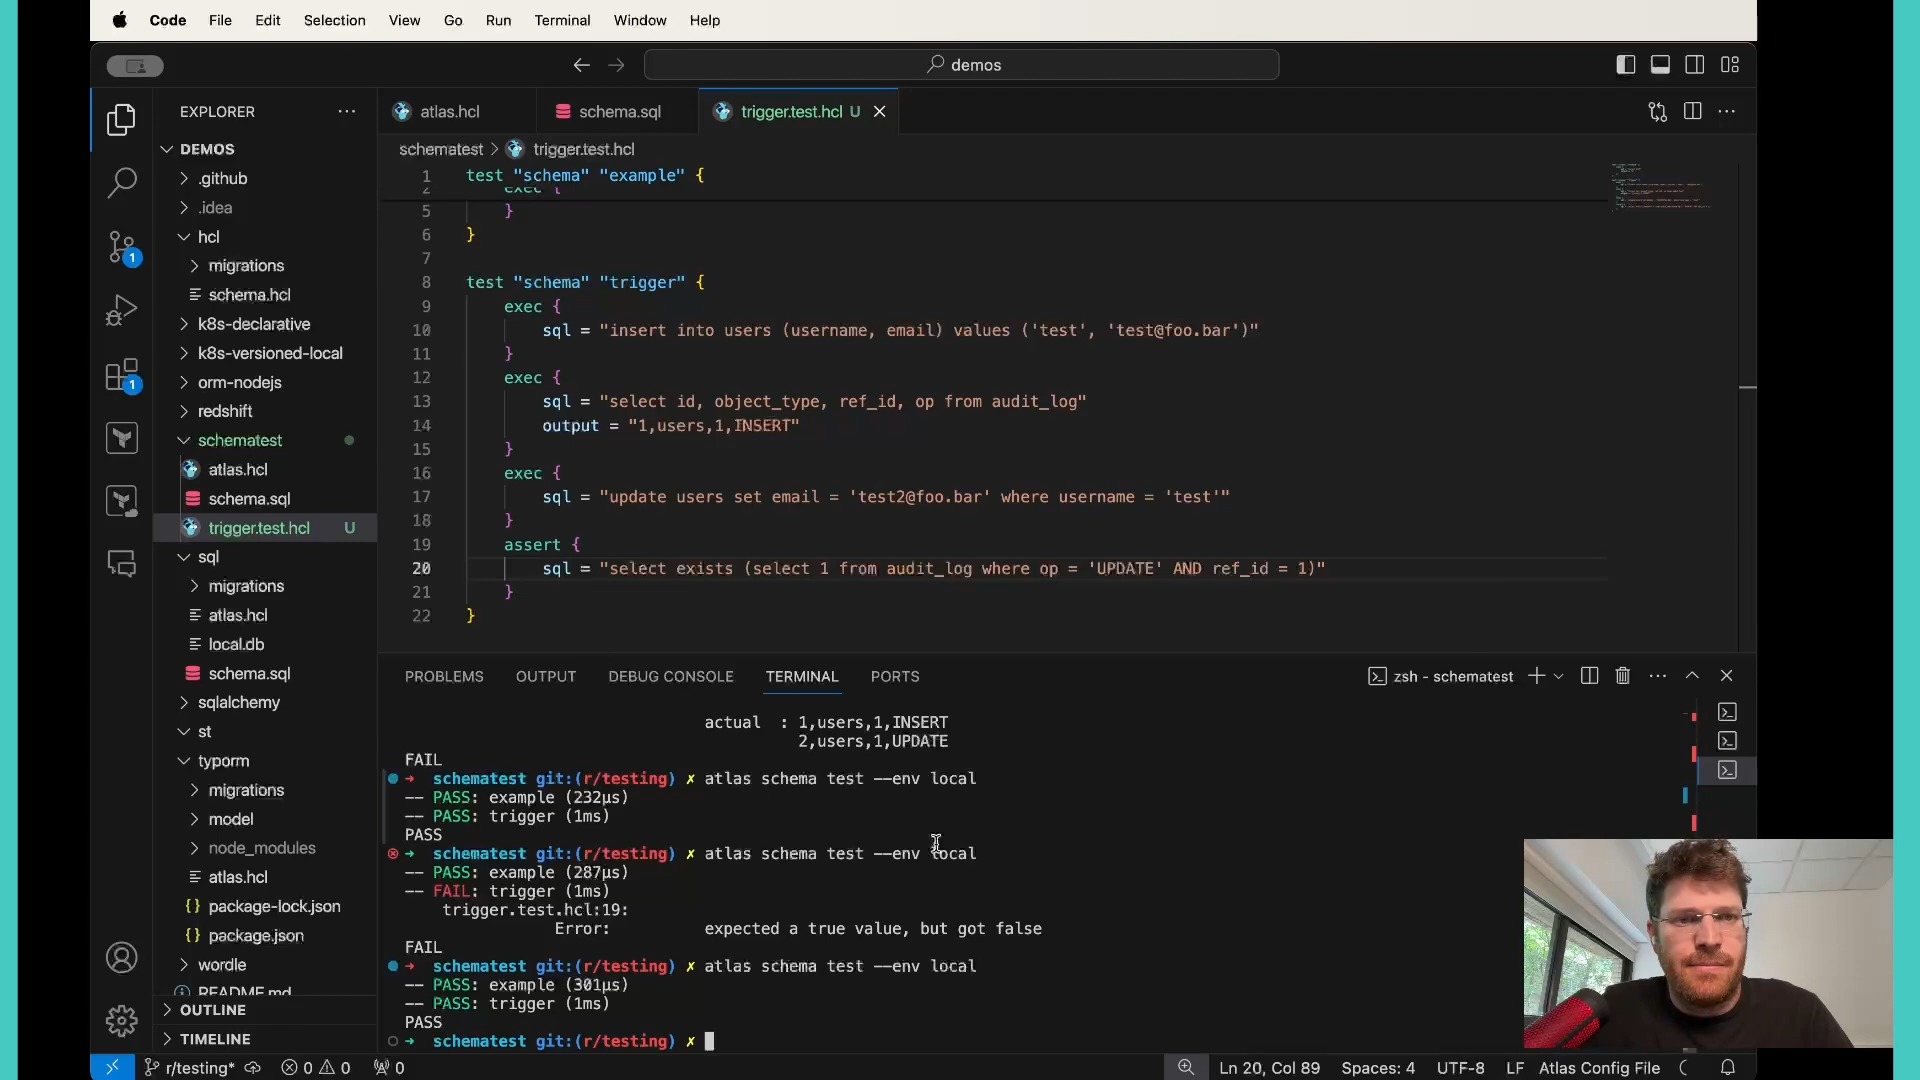 Code File Edit Selection View Go Run Terminal Window Help
demos
EXPLORER
atlas.hcl
schema.sql
trigger.test.hcl U
DEMOS
.github
.idea
hcl
migrations
schema.hcl
k8s-declarative
k8s-versioned-local
orm-nodejs
redshift
schematest
atlas.hcl
schema.sql
trigger.test.hcl U
sql
migrations
atlas.hcl
local.db
schema.sql
sqlalchemy
st
typorm
migrations
model
node_modules
atlas.hcl
package-lock.json
package.json
wordle
README.md
OUTLINE
TIMELINE
1
1
schematest > trigger.test.hcl
1 test "schema" "example" {
2 exec {
5 }
6 }
7
8 test "schema" "trigger" {
9 exec {
10 sql = "insert into users (username, email) values ('test', 'test@foo.bar')"
11 }
12 exec {
13 sql = "select id, object_type, ref_id, op from audit_log"
14 output = "1,users,1,INSERT"
15 }
16 exec {
17 sql = "update users set email = 'test2@foo.bar' where username = 'test'"
18 }
19 assert {
20 sql = "select exists (select 1 from audit_log where op = 'UPDATE' AND ref_id = 1)"
21 }
22 }
PROBLEMS OUTPUT DEBUG CONSOLE TERMINAL PORTS
zsh - schematest
actual : 1,users,1,INSERT
2,users,1,UPDATE
FAIL
➜ schematest git:(r/testing) ✗ atlas schema test --env local
-- PASS: example (232µs)
-- PASS: trigger (1ms)
PASS
➜ schematest git:(r/testing) ✗ atlas schema test --env local
-- PASS: example (287µs)
-- FAIL: trigger (1ms)
trigger.test.hcl:19:
Error: expected a true value, but got false
FAIL
➜ schematest git:(r/testing) ✗ atlas schema test --env local
-- PASS: example (301µs)
-- PASS: trigger (1ms)
PASS
➜ schematest git:(r/testing) ✗
r/testing* 0 0 0
Ln 20, Col 89 Spaces: 4 UTF-8 LF Atlas Config File